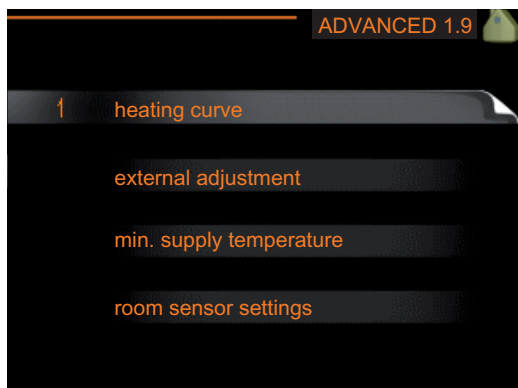 ADVANCED 1.9
1 heating curve
external adjustment
min. supply temperature
room sensor settings